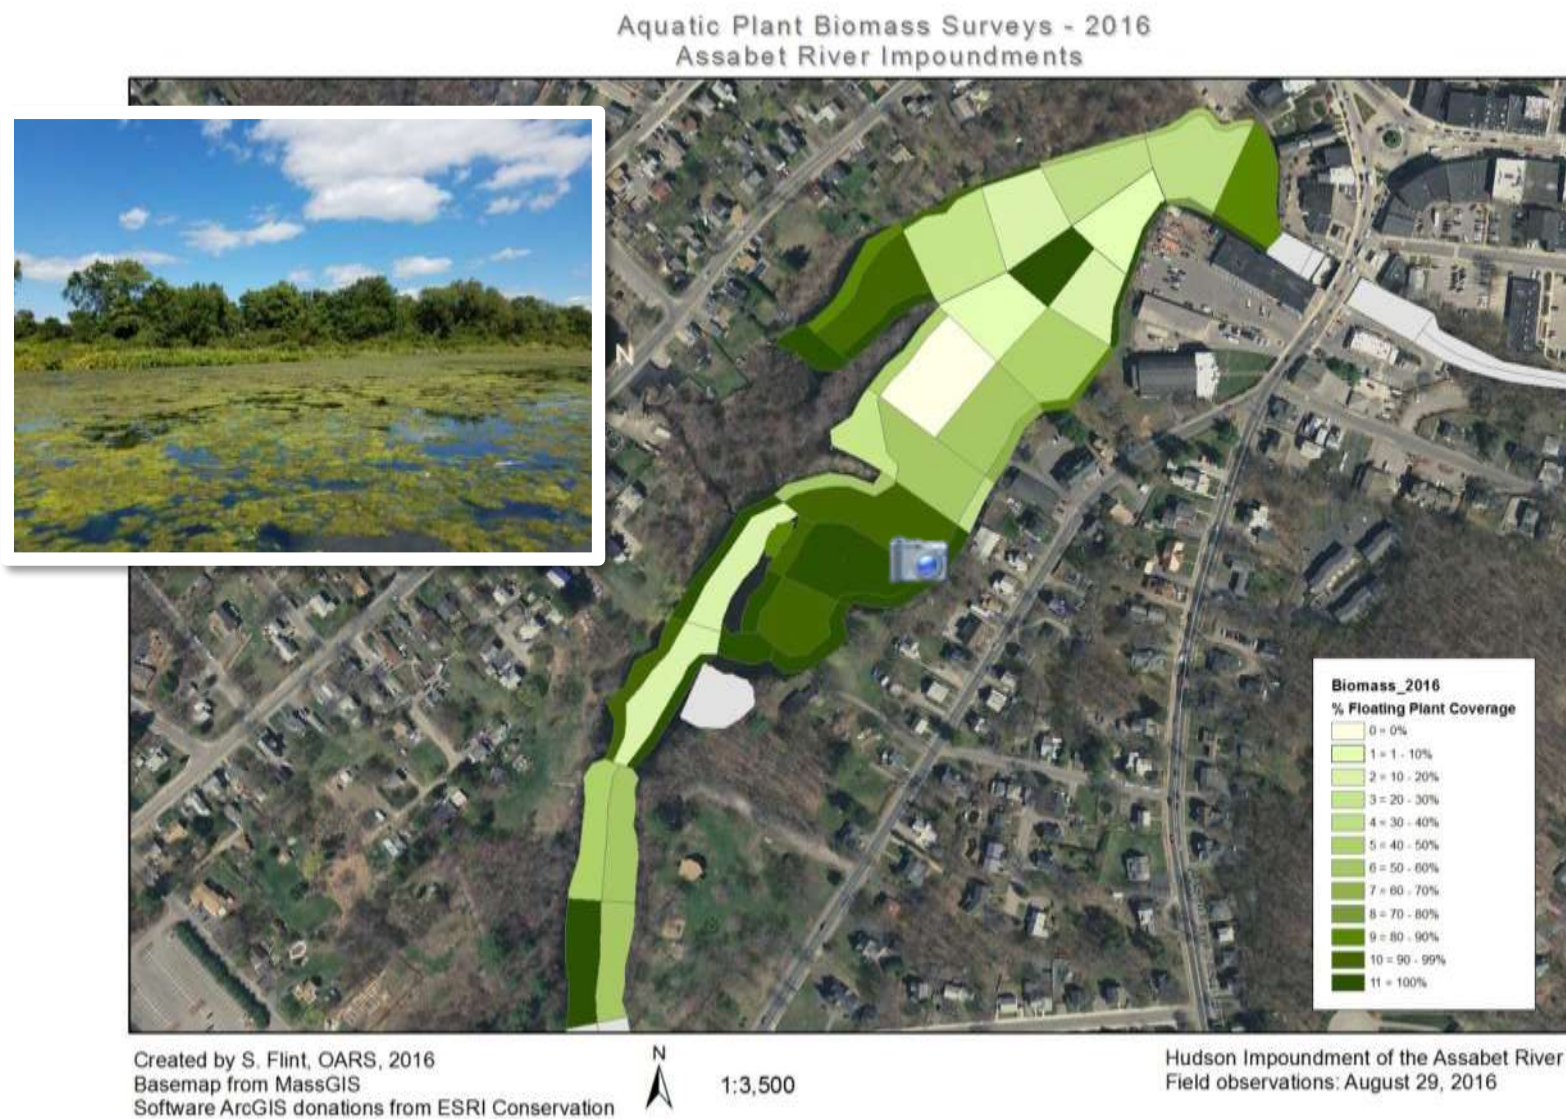 Aquatic Plant Biomass Surveys - 2016
Assabet River Impoundments
N
Biomass_2016
% Floating Plant Coverage
0 = 0%
1 = 1 - 10%
2 = 10 - 20%
3 = 20 - 30%
4 = 30 - 40%
5 = 40 - 50%
6 = 50 - 60%
7 = 60 - 70%
8 = 70 - 80%
9 = 80 - 90%
10 = 90 - 99%
11 = 100%
Created by S. Flint, OARS, 2016
Basemap from MassGIS
Software ArcGIS donations from ESRI Conservation
N
1:3,500
Hudson Impoundment of the Assabet River
Field observations: August 29, 2016